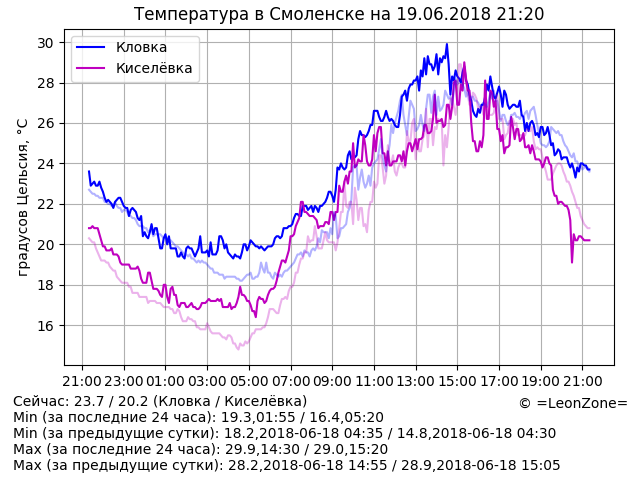 Температура в Смоленске на 19.06.2018 21:20
Кловка
Киселёвка
градусов Цельсия, °C
30
28
26
24
22
20
18
16
21:00 23:00 01:00 03:00 05:00 07:00 09:00 11:00 13:00 15:00 17:00 19:00 21:00
Сейчас: 23.7 / 20.2 (Кловка / Киселёвка)
© =LeonZone=
Min (за последние 24 часа): 19.3,01:55 / 16.4,05:20
Min (за предыдущие сутки): 18.2,2018-06-18 04:35 / 14.8,2018-06-18 04:30
Max (за последние 24 часа): 29.9,14:30 / 29.0,15:20
Max (за предыдущие сутки): 28.2,2018-06-18 14:55 / 28.9,2018-06-18 15:05